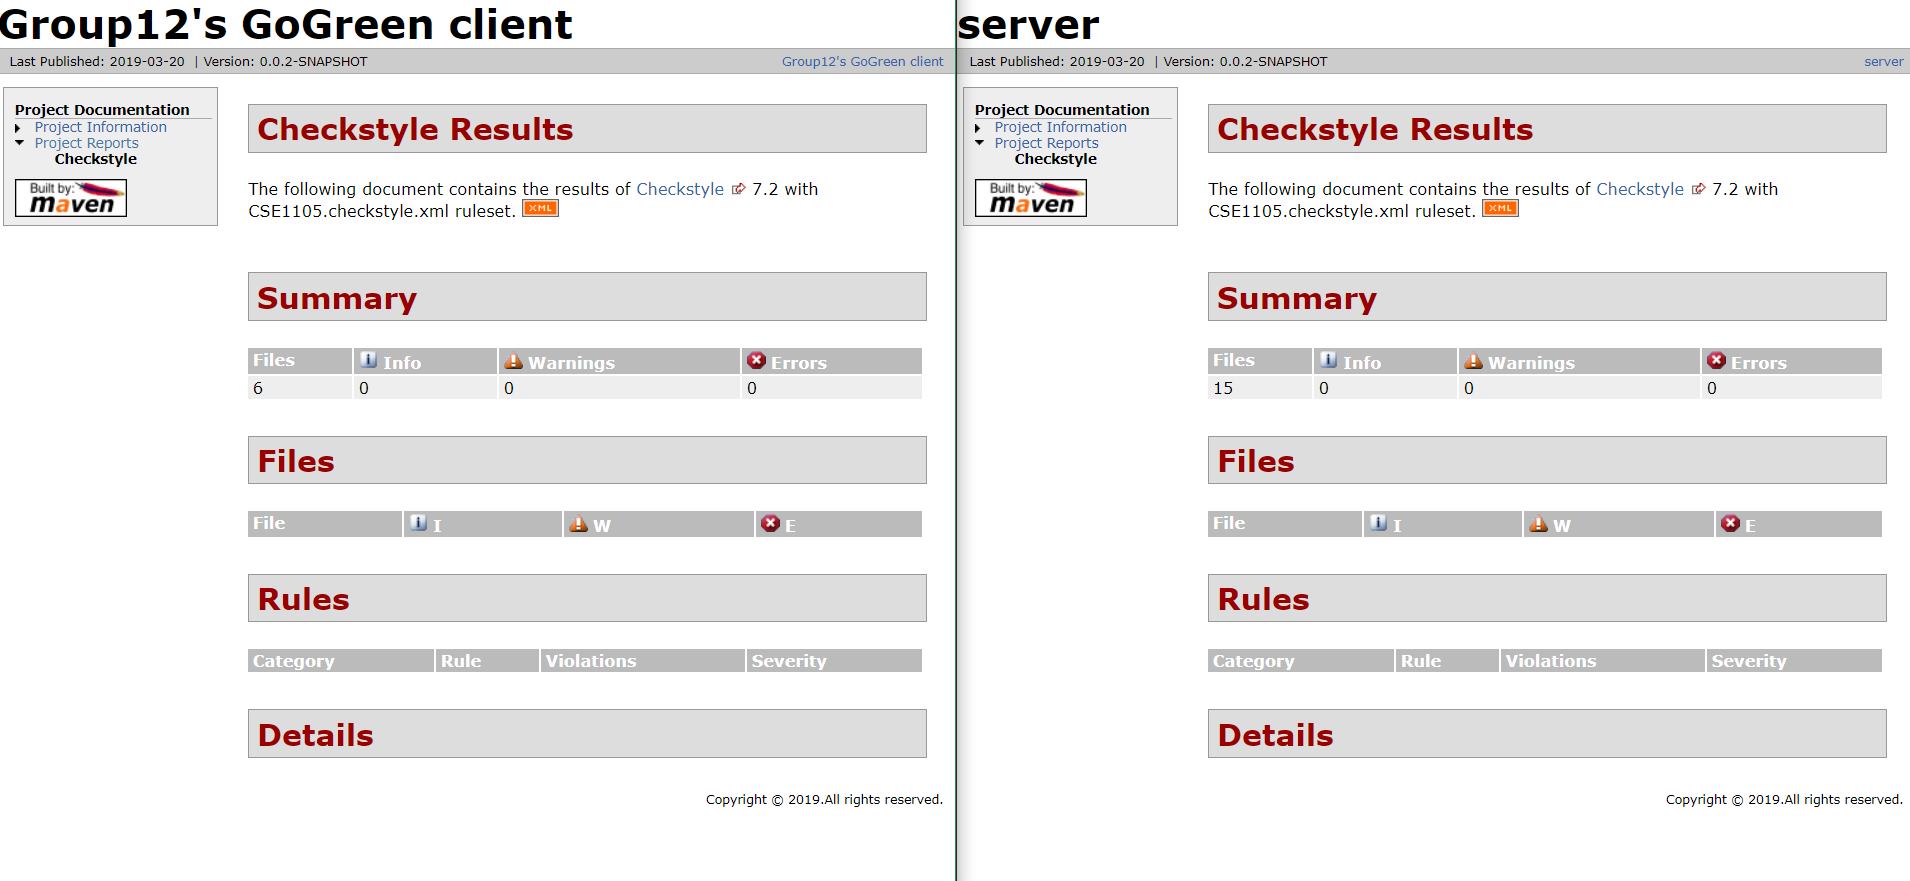 Group12's GoGreen client
Last Published: 2019-03-20 | Version: 0.0.2-SNAPSHOT
Group12's GoGreen client
Project Documentation
Project Information
Project Reports
Checkstyle
Built by:
maven
Checkstyle Results
The following document contains the results of Checkstyle 7.2 with
CSE1105.checkstyle.xml ruleset. XML
Summary
Files Info Warnings Errors
6 0 0 0
Files
File I W E
Rules
Category Rule Violations Severity
Details
Copyright © 2019.All rights reserved.
server
Last Published: 2019-03-20 | Version: 0.0.2-SNAPSHOT
server
Project Documentation
Project Information
Project Reports
Checkstyle
Built by:
maven
Checkstyle Results
The following document contains the results of Checkstyle 7.2 with
CSE1105.checkstyle.xml ruleset. XML
Summary
Files Info Warnings Errors
15 0 0 0
Files
File I W E
Rules
Category Rule Violations Severity
Details
Copyright © 2019.All rights reserved.